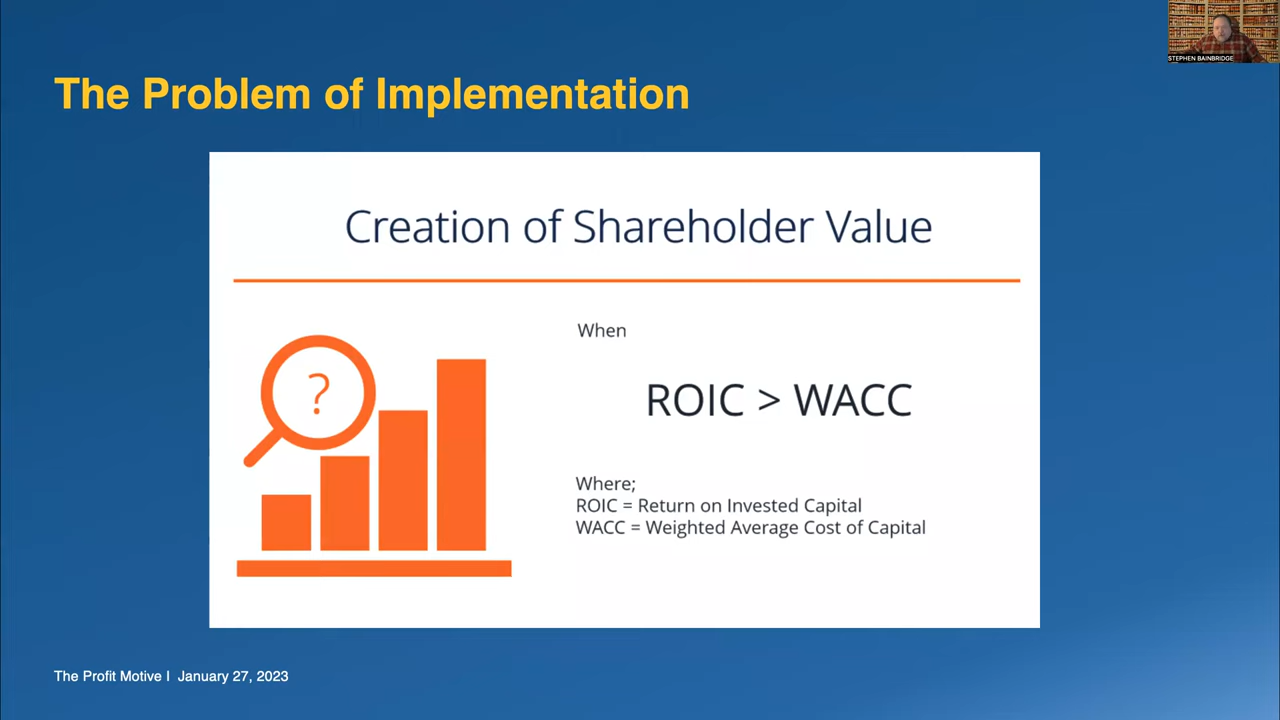 STEPHEN BAINBRIDGE
The Problem of Implementation
Creation of Shareholder Value
When
?
ROIC > WACC
Where;
ROIC = Return on Invested Capital
WACC = Weighted Average Cost of Capital
The Profit Motive I January 27, 2023